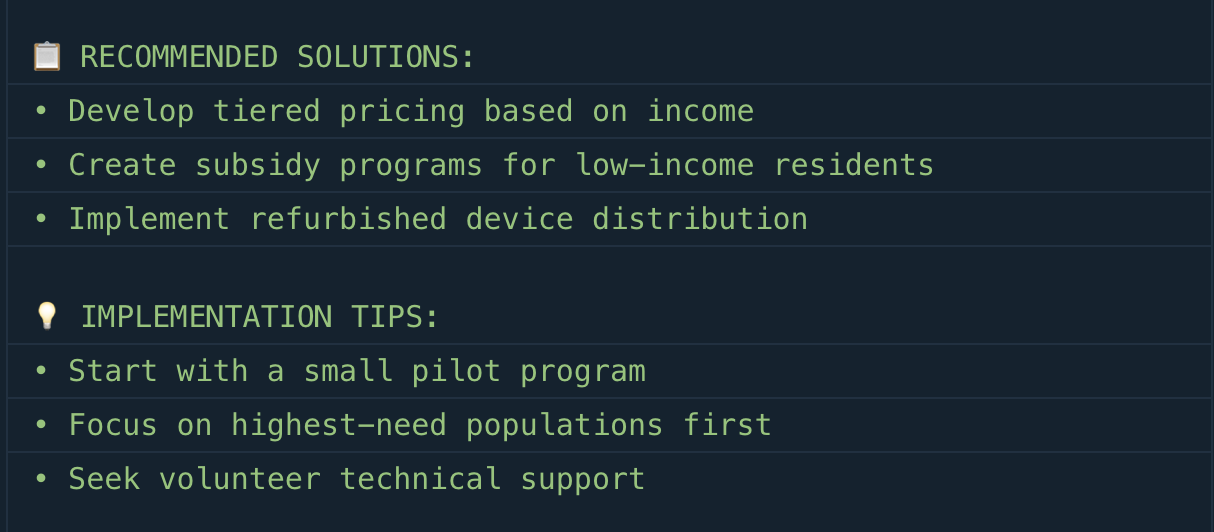 📋 RECOMMENDED SOLUTIONS:
• Develop tiered pricing based on income
• Create subsidy programs for low-income residents
• Implement refurbished device distribution
💡 IMPLEMENTATION TIPS:
• Start with a small pilot program
• Focus on highest-need populations first
• Seek volunteer technical support